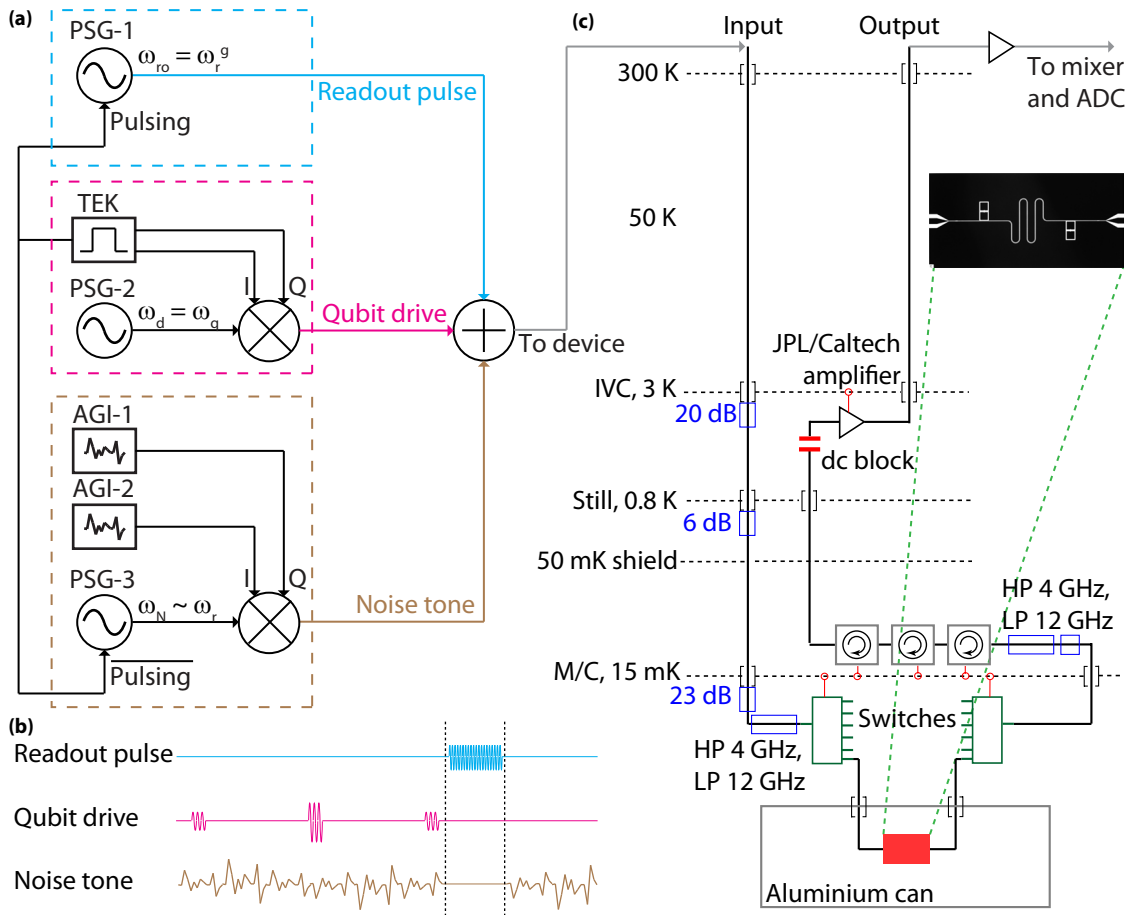 (a)
PSG-1
ω_ro = ω_r^g
Readout pulse
Pulsing
TEK
I
Q
PSG-2
ω_d = ω_q
Qubit drive
To device
AGI-1
AGI-2
I
Q
PSG-3
ω_N ~ ω_r
Noise tone
Pulsing
(b)
Readout pulse
Qubit drive
Noise tone
(c)
Input
Output
300 K
To mixer
and ADC
50 K
JPL/Caltech
amplifier
IVC, 3 K
20 dB
dc block
Still, 0.8 K
6 dB
50 mK shield
HP 4 GHz,
LP 12 GHz
M/C, 15 mK
23 dB
Switches
HP 4 GHz,
LP 12 GHz
Aluminium can